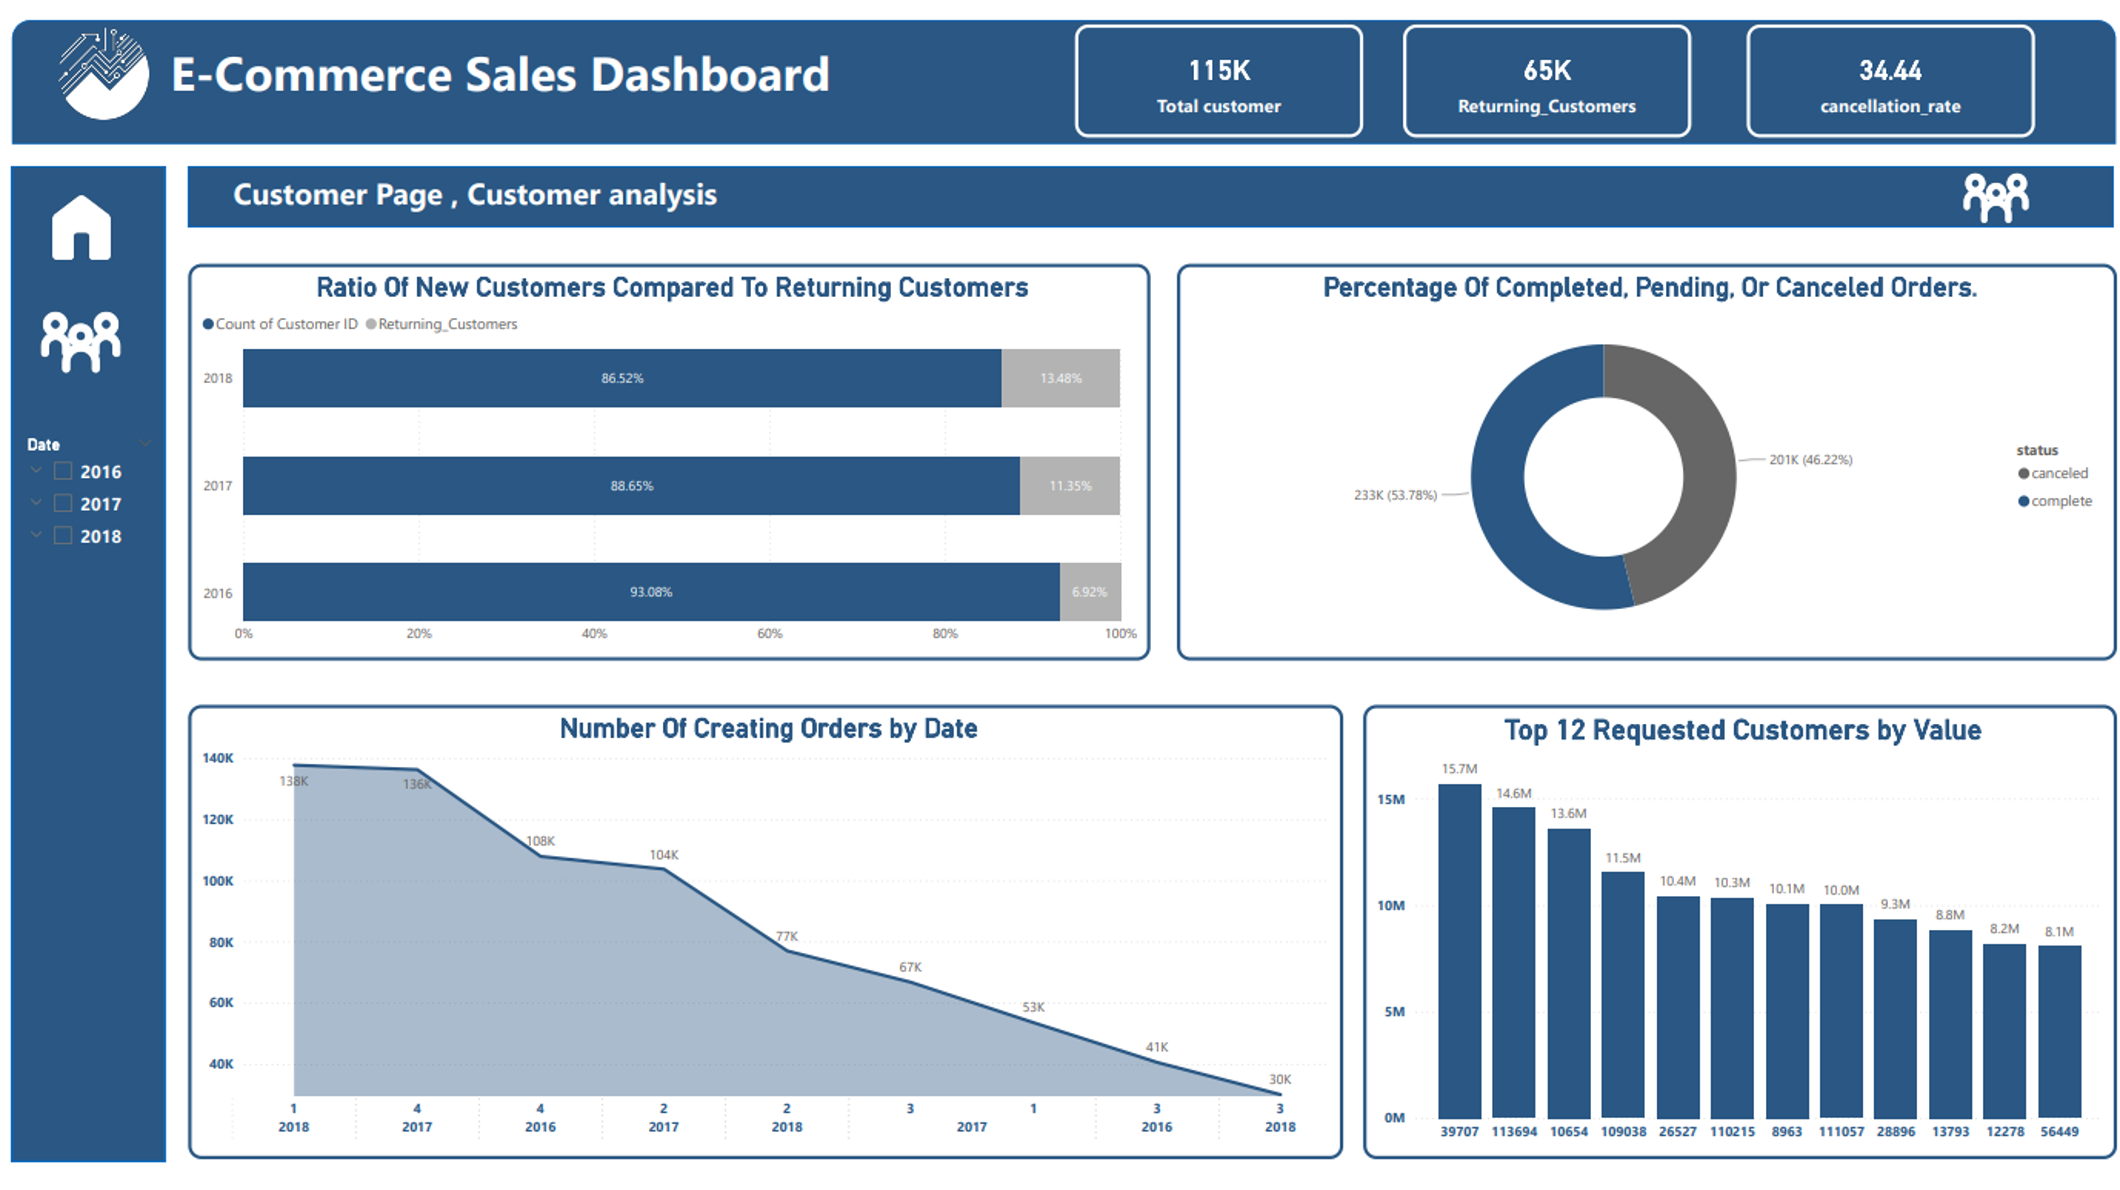 E-Commerce Sales Dashboard
115K
Total customer
65K
Returning_Customers
34.44
cancellation_rate
Customer Page , Customer analysis
Date
2016
2017
2018
Ratio Of New Customers Compared To Returning Customers
Count of Customer ID Returning_Customers
2018 86.52% 13.48%
2017 88.65% 11.35%
2016 93.08% 6.92%
0% 20% 40% 60% 80% 100%
Percentage Of Completed, Pending, Or Canceled Orders.
201K (46.22%)
233K (53.78%)
status
canceled
complete
Number Of Creating Orders by Date
140K
120K
100K
80K
60K
40K
138K
136K
108K
104K
77K
67K
53K
41K
30K
1 4 4 2 2 3 1 3 3
2018 2017 2016 2017 2018 2017 2016 2018
Top 12 Requested Customers by Value
15M
10M
5M
0M
15.7M
14.6M
13.6M
11.5M
10.4M
10.3M
10.1M
10.0M
9.3M
8.8M
8.2M
8.1M
39707 113694 10654 109038 26527 110215 8963 111057 28896 13793 12278 56449